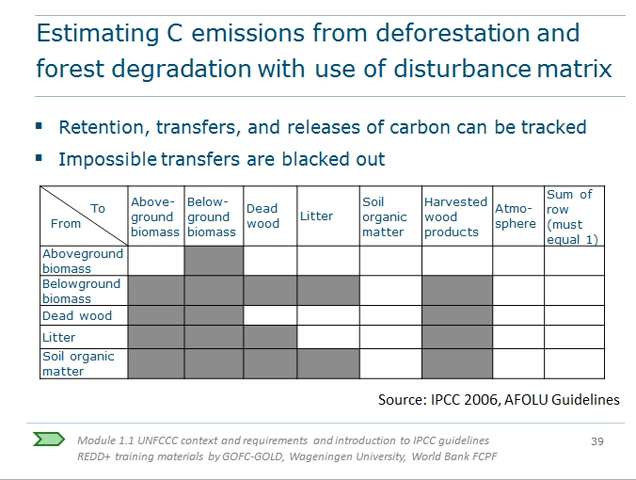 Estimating C emissions from deforestation and
forest degradation with use of disturbance matrix
▪ Retention, transfers, and releases of carbon can be tracked
▪ Impossible transfers are blacked out
To
From
Above-
ground
biomass
Below-
ground
biomass
Dead
wood
Litter
Soil
organic
matter
Harvested
wood
products
Atmo-
sphere
Sum of
row
(must
equal 1)
Aboveground
biomass
Belowground
biomass
Dead wood
Litter
Soil organic
matter
Source: IPCC 2006, AFOLU Guidelines
Module 1.1 UNFCCC context and requirements and introduction to IPCC guidelines
REDD+ training materials by GOFC-GOLD, Wageningen University, World Bank FCPF
39